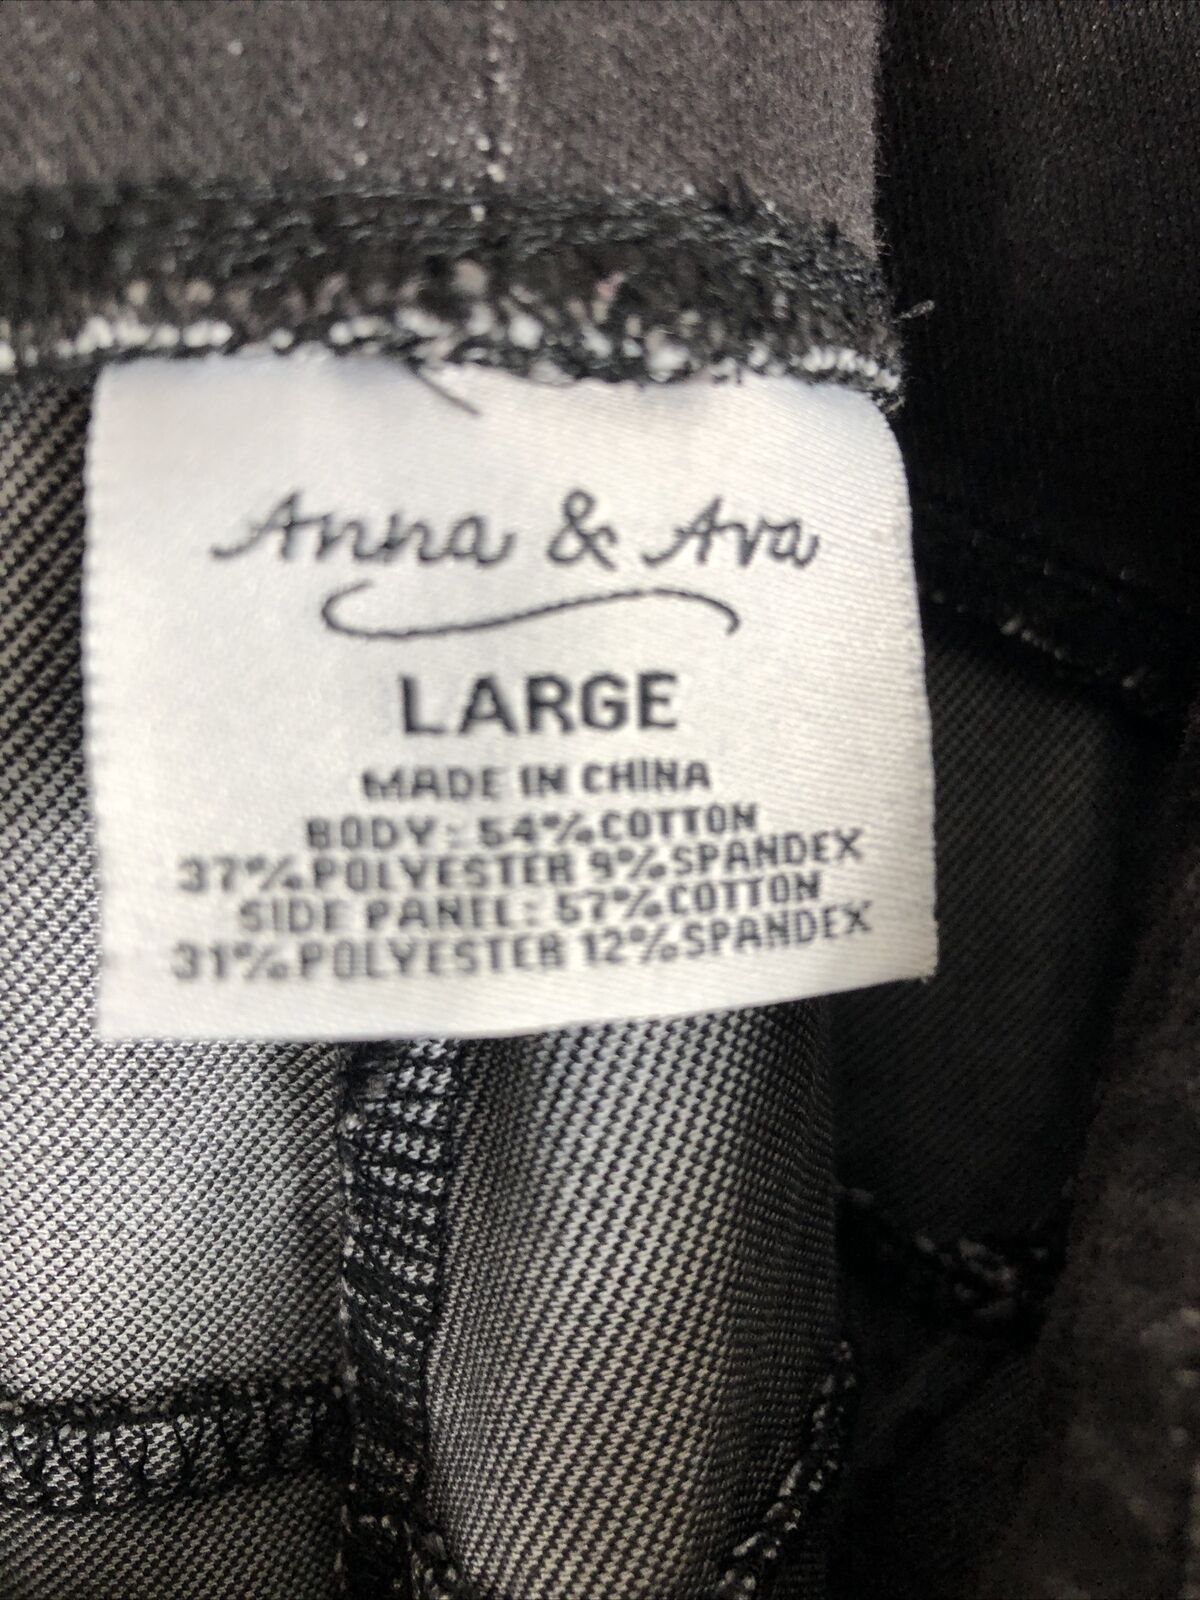 Anna & Ava
LARGE
MADE IN CHINA
BODY: 54% COTTON
37% POLYESTER 9% SPANDEX
SIDE PANEL: 57% COTTON
31% POLYESTER 12% SPANDEX